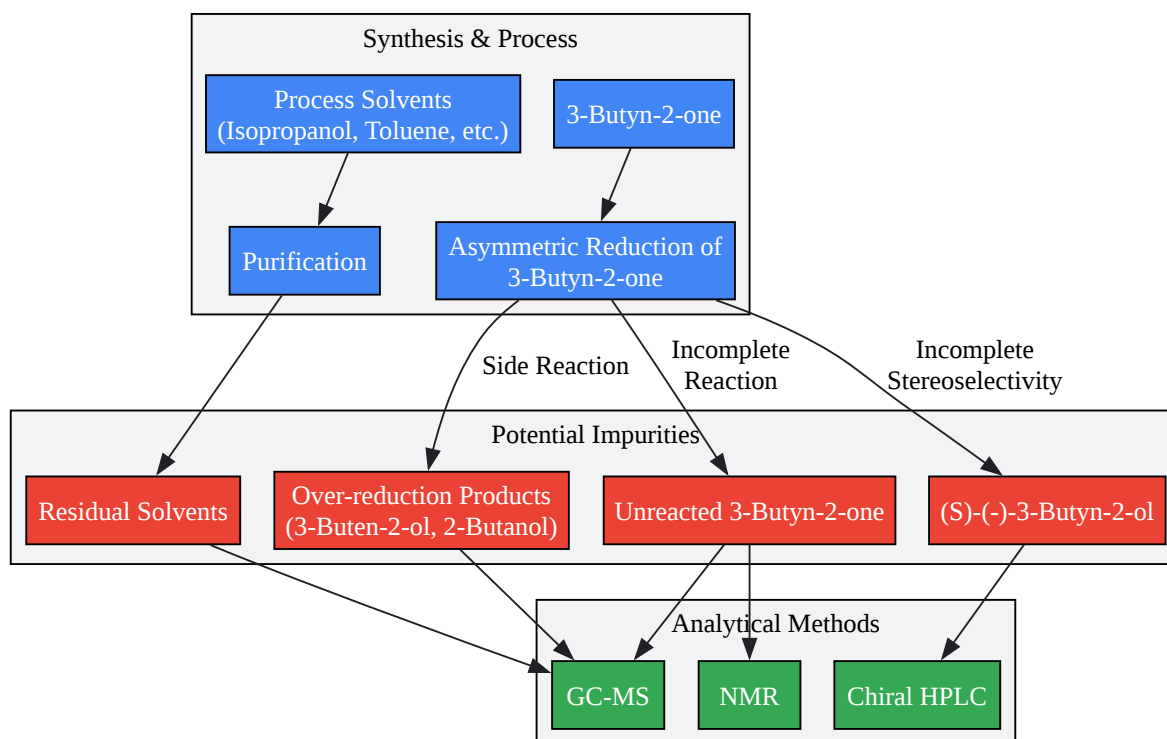 Synthesis & Process
Process Solvents
(Isopropanol, Toluene, etc.)
3-Butyn-2-one
Purification
Asymmetric Reduction of
3-Butyn-2-one
Side Reaction
Incomplete
Reaction
Incomplete
Stereoselectivity
Potential Impurities
Residual Solvents
Over-reduction Products
(3-Buten-2-ol, 2-Butanol)
Unreacted 3-Butyn-2-one
(S)-(-)-3-Butyn-2-ol
Analytical Methods
GC-MS
NMR
Chiral HPLC